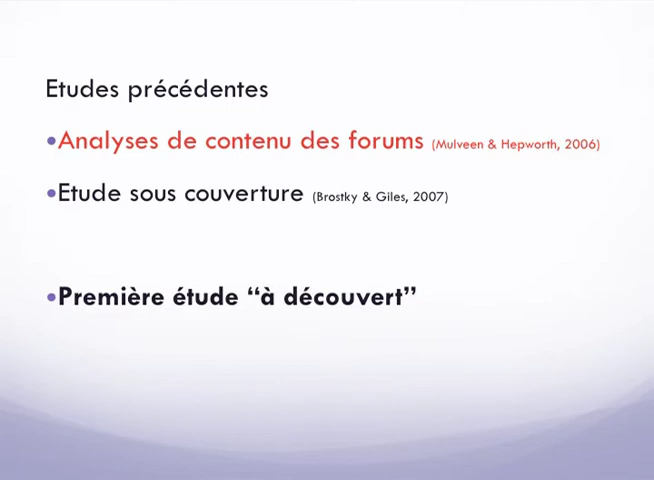 Etudes précédentes
•Analyses de contenu des forums (Mulveen & Hepworth, 2006)
•Etude sous couverture (Brostky & Giles, 2007)
•Première étude “à découvert”